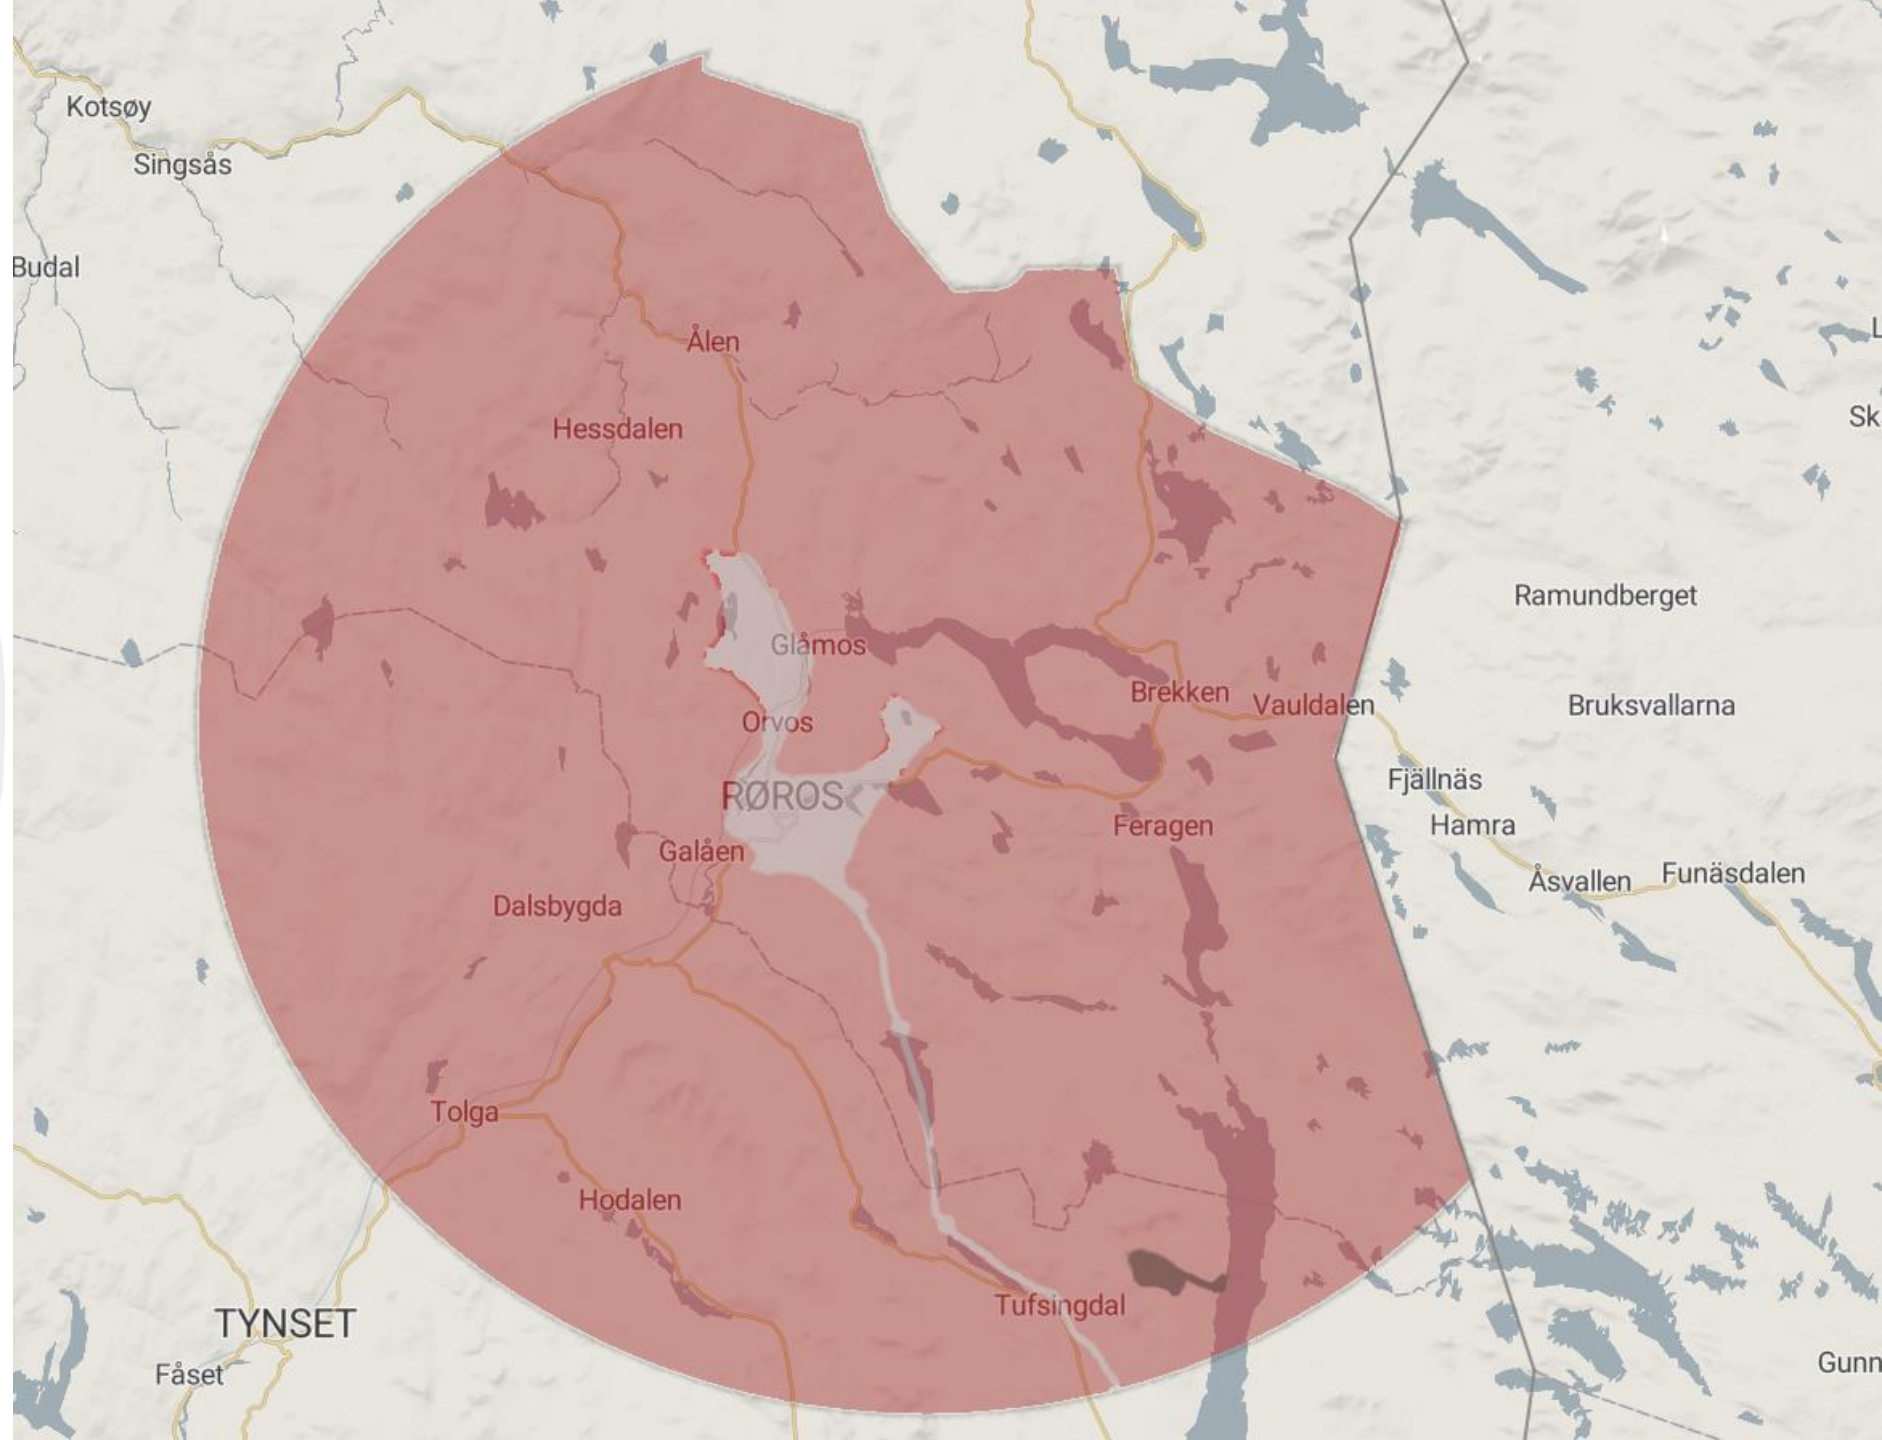 Kotsøy
Singsås
Budal
Ålen
L
Hessdalen
Sk
Ramundberget
Glåmos
Brekken
Vauldalen
Bruksvallarna
Orvos
Fjällnäs
RØROS
Feragen
Hamra
Galåen
Åsvallen
Funäsdalen
Dalsbygda
Tolga
Hodalen
Tufsingdal
TYNSET
Fåset
Gunn